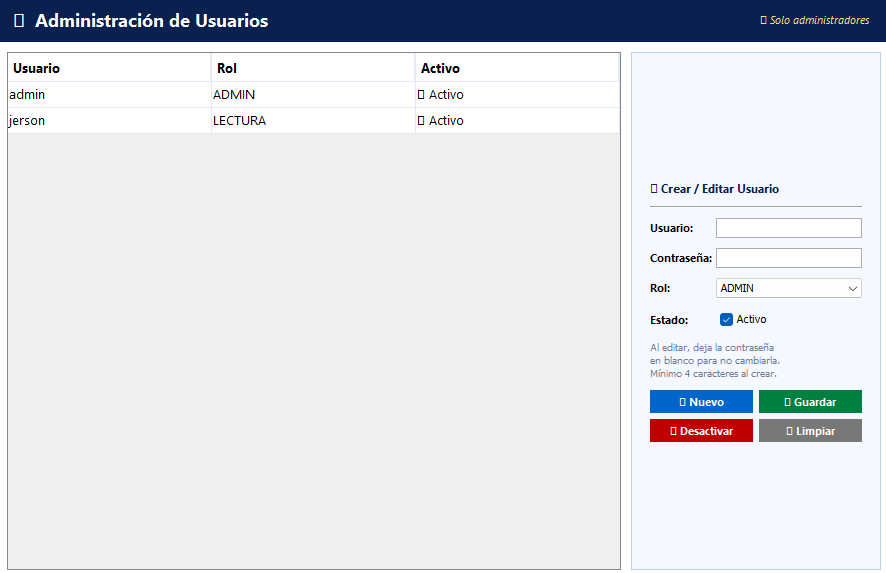 Administración de Usuarios
Solo administradores
Usuario Rol Activo
admin ADMIN Activo
jerson LECTURA Activo
Crear / Editar Usuario
Usuario:
Contraseña:
Rol: ADMIN
Estado: Activo
Al editar, deja la contraseña
en blanco para no cambiarla.
Mínimo 4 caracteres al crear.
Nuevo Guardar
Desactivar Limpiar